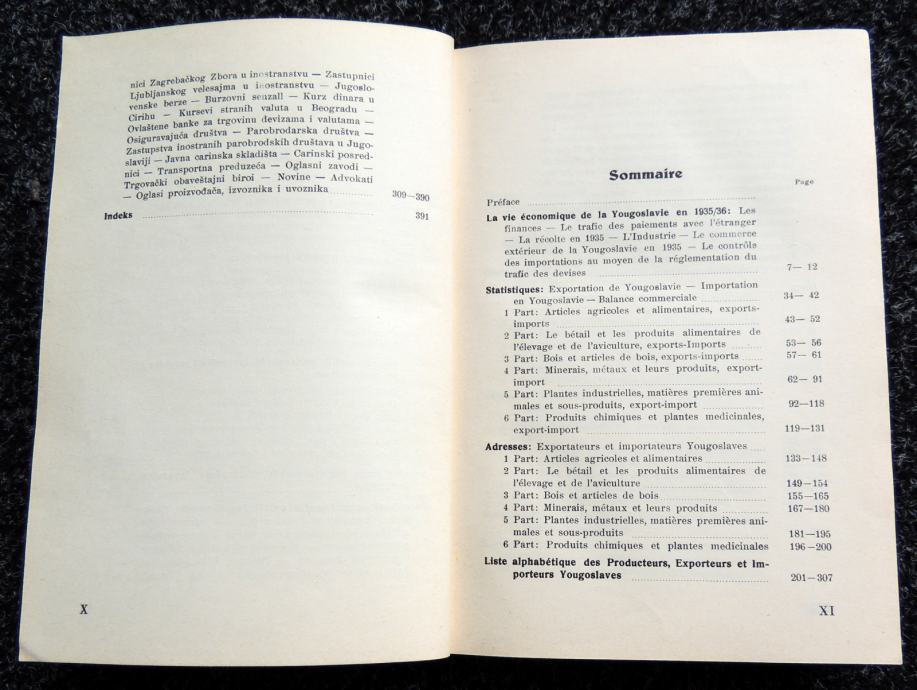 nici Zagrebačkog Zbora u inostranstvu — Zastupnici
Ljubljanskog velesajma u inostranstvu — Jugoslo-
venske berze — Burzovni senzali — Kurz dinara u
Cirihu — Kursevi stranih valuta u Beogradu —
Ovlaštene banke za trgovinu devizama i valutama —
Osiguravajuća društva — Parobrodarska društva —
Zastupstva inostranih parobrodskih društava u Jugo-
slaviji — Javna carinska skladišta — Carinski posred-
nici — Transportna preduzeća — Oglasni zavodi —
Trgovački obaveštajni biroi — Novine — Advokati
— Oglasi proizvođača, izvoznika i uvoznika 309—390
Indeks 391
X
Sommaire
Page
Préface
La vie économique de la Yougoslavie en 1935/36: Les
finances — Le trafic des paiements avec l'étranger
— La récolte en 1935 — L'Industrie — Le commerce
extérieur de la Yougoslavie en 1935 — Le contrôle
des importations au moyen de la réglementation du
trafic des devises 7— 12
Statistiques: Exportation de Yougoslavie — Importation
en Yougoslavie — Balance commerciale 34— 42
1 Part: Articles agricoles et alimentaires, exports-
imports 43— 52
2 Part: Le bétail et les produits alimentaires de
l'élevage et de l'aviculture, exports-Imports 53— 56
3 Part: Bois et articles de bois, exports-imports 57— 61
4 Part: Minerais, métaux et leurs produits, export-
import 62— 91
5 Part: Plantes industrielles, matières premières ani-
males et sous-produits, export-import 92—118
6 Part: Produits chimiques et plantes medicinales,
export-import 119—131
Adresses: Exportateurs et importateurs Yougoslaves
1 Part: Articles agricoles et alimentaires 133—148
2 Part: Le bétail et les produits alimentaires de
l'élevage et de l'aviculture 149—154
3 Part: Bois et articles de bois 155—165
4 Part: Minerais, métaux et leurs produits 167—180
5 Part: Plantes industrielles, matières premières ani-
males et sous-produits 181—195
6 Part: Produits chimiques et plantes medicinales 196—200
Liste alphabétique des Producteurs, Exporteurs et Im-
porteurs Yougoslaves 201—307
XI